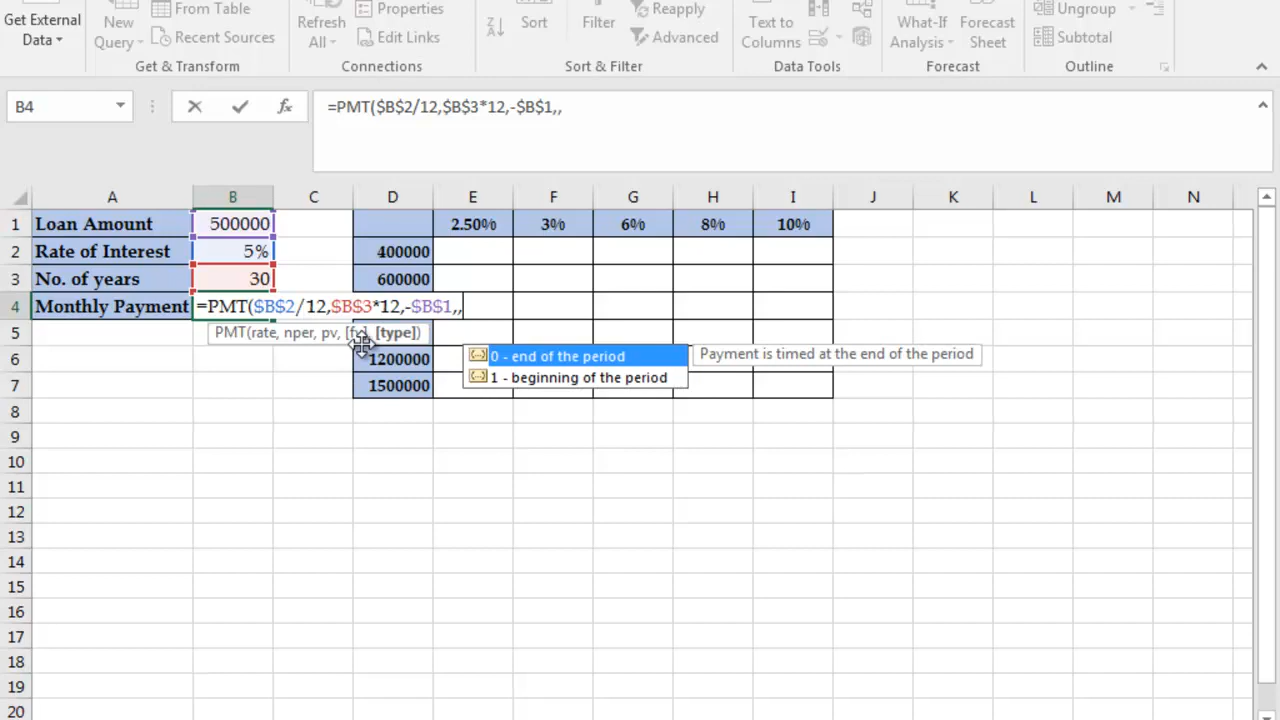 From Table
Properties
Reapply
Ungroup
Get External Data
New Query
Recent Sources
Refresh All
Edit Links
Sort
Filter
Advanced
Text to Columns
What-If Analysis
Forecast Sheet
Subtotal
Get & Transform
Connections
Sort & Filter
Data Tools
Forecast
Outline
B4
fx
=PMT($B$2/12,$B$3*12,-$B$1,,
A B C D E F G H I J K L M N
1 Loan Amount 500000 2.50% 3% 6% 8% 10%
2 Rate of Interest 5% 400000
3 No. of years 30 600000
4 Monthly Payment =PMT($B$2/12,$B$3*12,-$B$1,,
PMT(rate, nper, pv, [type])
5
0 - end of the period Payment is timed at the end of the period
6 1200000
1 - beginning of the period
7 1500000
8
9
10
11
12
13
14
15
16
17
18
19
20